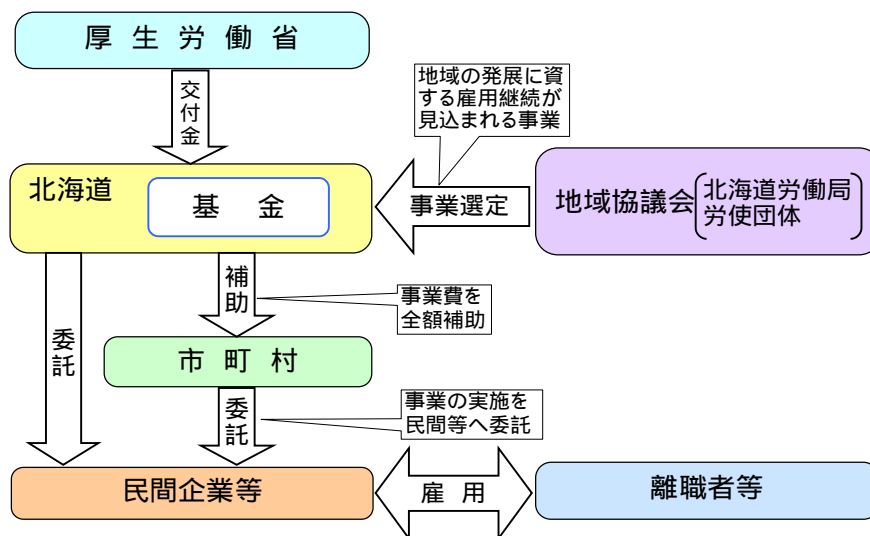 厚生労働省
交付金
地域の発展に資
する雇用継続が
見込まれる事業
北海道
基金
事業選定
地域協議会
北海道労働局
労使団体
委託
補助
事業費を
全額補助
市町村
委託
事業の実施を
民間等へ委託
民間企業等
雇用
離職者等